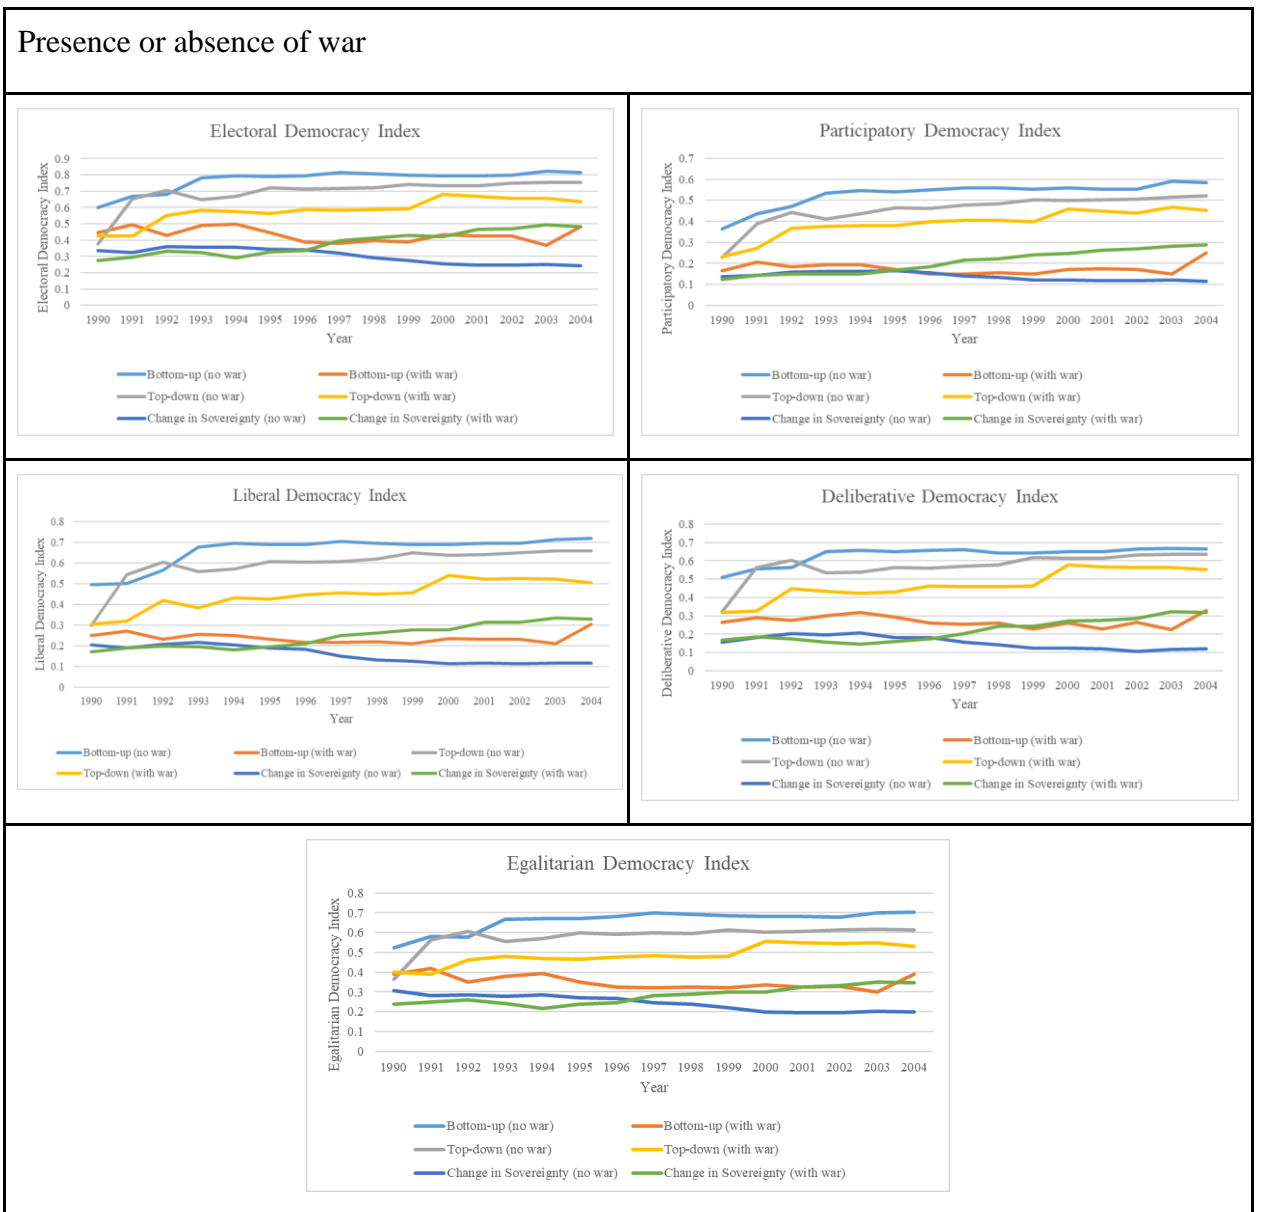 Presence or absence of war
Electoral Democracy Index
Electoral Democracy Index
0.9
0.8
0.7
0.6
0.5
0.4
0.3
0.2
0.1
0
1990 1991 1992 1993 1994 1995 1996 1997 1998 1999 2000 2001 2002 2003 2004
Year
Bottom-up (no war) Bottom-up (with war)
Top-down (no war) Top-down (with war)
Change in Sovereignty (no war) Change in Sovereignty (with war)
Participatory Democracy Index
Participatory Democracy Index
0.7
0.6
0.5
0.4
0.3
0.2
0.1
0
1990 1991 1992 1993 1994 1995 1996 1997 1998 1999 2000 2001 2002 2003 2004
Year
Bottom-up (no war) Bottom-up (with war)
Top-down (no war) Top-down (with war)
Change in Sovereignty (no war) Change in Sovereignty (with war)
Liberal Democracy Index
Liberal Democracy Index
0.8
0.7
0.6
0.5
0.4
0.3
0.2
0.1
0
1990 1991 1992 1993 1994 1995 1996 1997 1998 1999 2000 2001 2002 2003 2004
Year
Bottom-up (no war) Bottom-up (with war) Top-down (no war)
Top-down (with war) Change in Sovereignty (no war) Change in Sovereignty (with war)
Deliberative Democracy Index
Deliberative Democracy Index
0.8
0.7
0.6
0.5
0.4
0.3
0.2
0.1
0
1990 1991 1992 1993 1994 1995 1996 1997 1998 1999 2000 2001 2002 2003 2004
Year
Bottom-up (no war) Bottom-up (with war)
Top-down (no war) Top-down (with war)
Change in Sovereignty (no war) Change in Sovereignty (with war)
Egalitarian Democracy Index
Egalitarian Democracy Index
0.8
0.7
0.6
0.5
0.4
0.3
0.2
0.1
0
1990 1991 1992 1993 1994 1995 1996 1997 1998 1999 2000 2001 2002 2003 2004
Year
Bottom-up (no war) Bottom-up (with war)
Top-down (no war) Top-down (with war)
Change in Sovereignty (no war) Change in Sovereignty (with war)